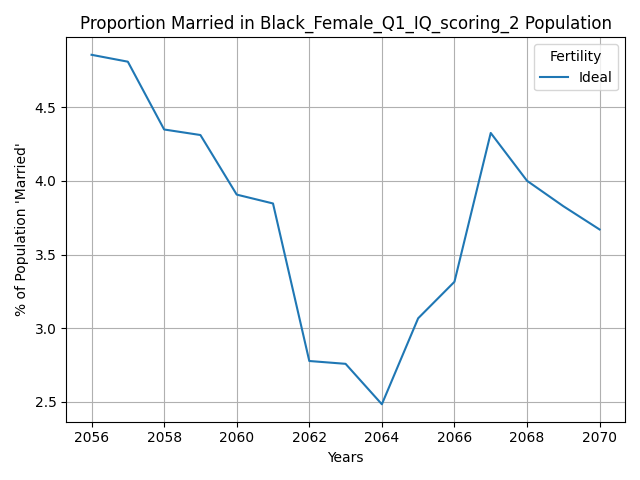 Proportion Married in Black_Female_Q1_IQ_scoring_2 Population
Fertility
Ideal
% of Population 'Married'
4.5
4.0
3.5
3.0
2.5
2056 2058 2060 2062 2064 2066 2068 2070
Years